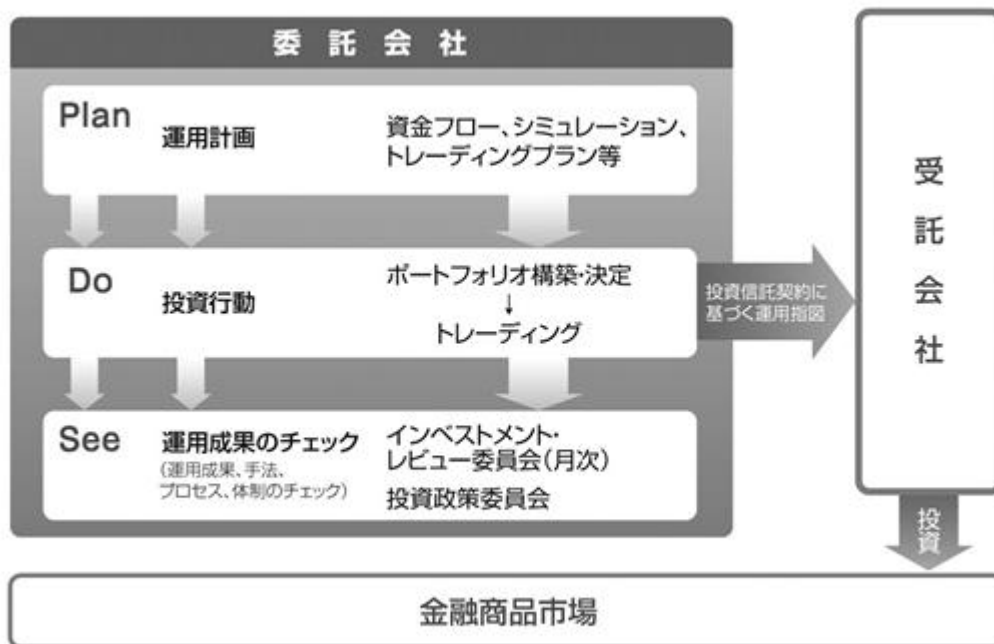 委託会社
Plan
運用計画
資金フロー、シミュレーション、
トレーディングプラン等
Do
投資行動
ポートフォリオ構築・決定
↓
トレーディング
投資信託契約に
基づく運用指図
See
運用成果のチェック
(運用成果、手法、
プロセス、体制のチェック)
インベストメント・
レビュー委員会(月次)
投資政策委員会
受託会社
投資
金融商品市場